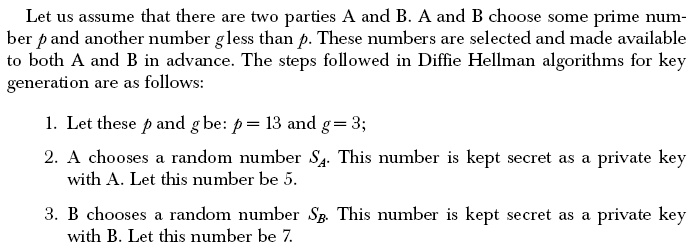 Let us assume that there are two parties A and B. A and B choose some prime num-
ber p and another number g less than p. These numbers are selected and made available
to both A and B in advance. The steps followed in Diffie Hellman algorithms for key
generation are as follows:
1. Let these p and g be: p = 13 and g = 3;
2. A chooses a random number S_A. This number is kept secret as a private key
with A. Let this number be 5.
3. B chooses a random number S_B. This number is kept secret as a private key
with B. Let this number be 7.